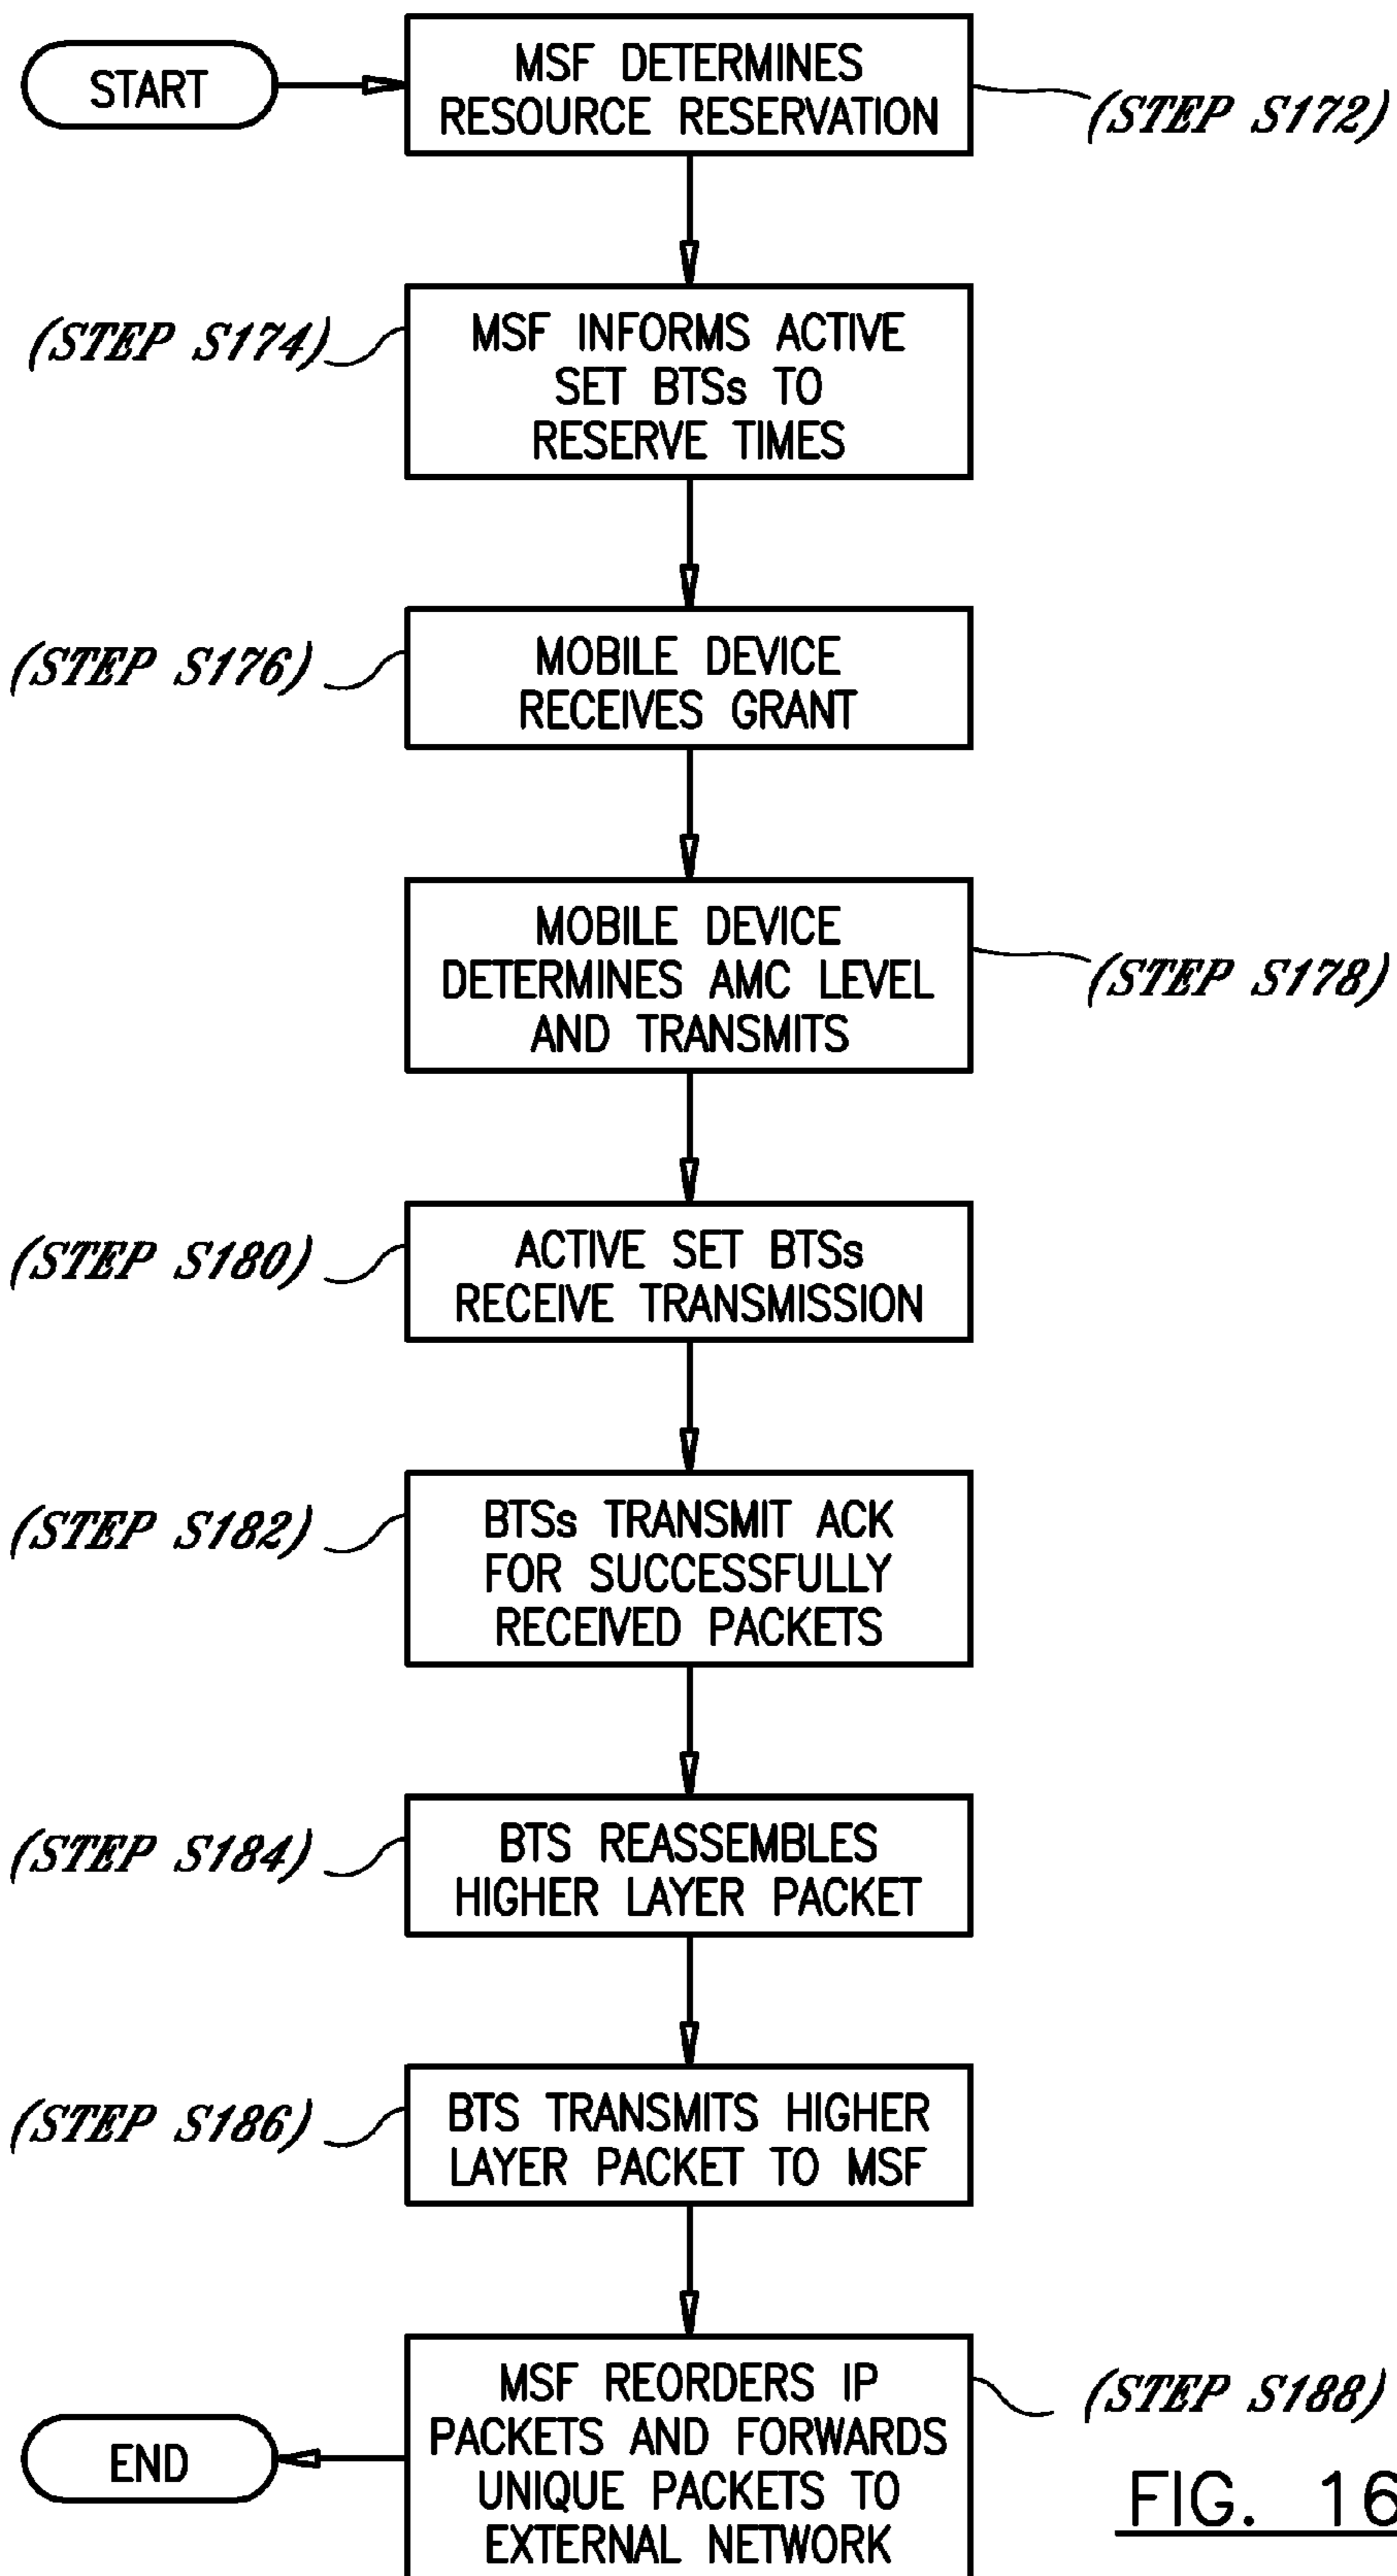 START
MSF DETERMINES
RESOURCE RESERVATION
(STEP S172)
(STEP S174)
MSF INFORMS ACTIVE
SET BTSs TO
RESERVE TIMES
(STEP S176)
MOBILE DEVICE
RECEIVES GRANT
MOBILE DEVICE
DETERMINES AMC LEVEL
AND TRANSMITS
(STEP S178)
(STEP S180)
ACTIVE SET BTSs
RECEIVE TRANSMISSION
(STEP S182)
BTSs TRANSMIT ACK
FOR SUCCESSFULLY
RECEIVED PACKETS
(STEP S184)
BTS REASSEMBLES
HIGHER LAYER PACKET
(STEP S186)
BTS TRANSMITS HIGHER
LAYER PACKET TO MSF
MSF REORDERS IP
PACKETS AND FORWARDS
UNIQUE PACKETS TO
EXTERNAL NETWORK
(STEP S188)
END
FIG. 16